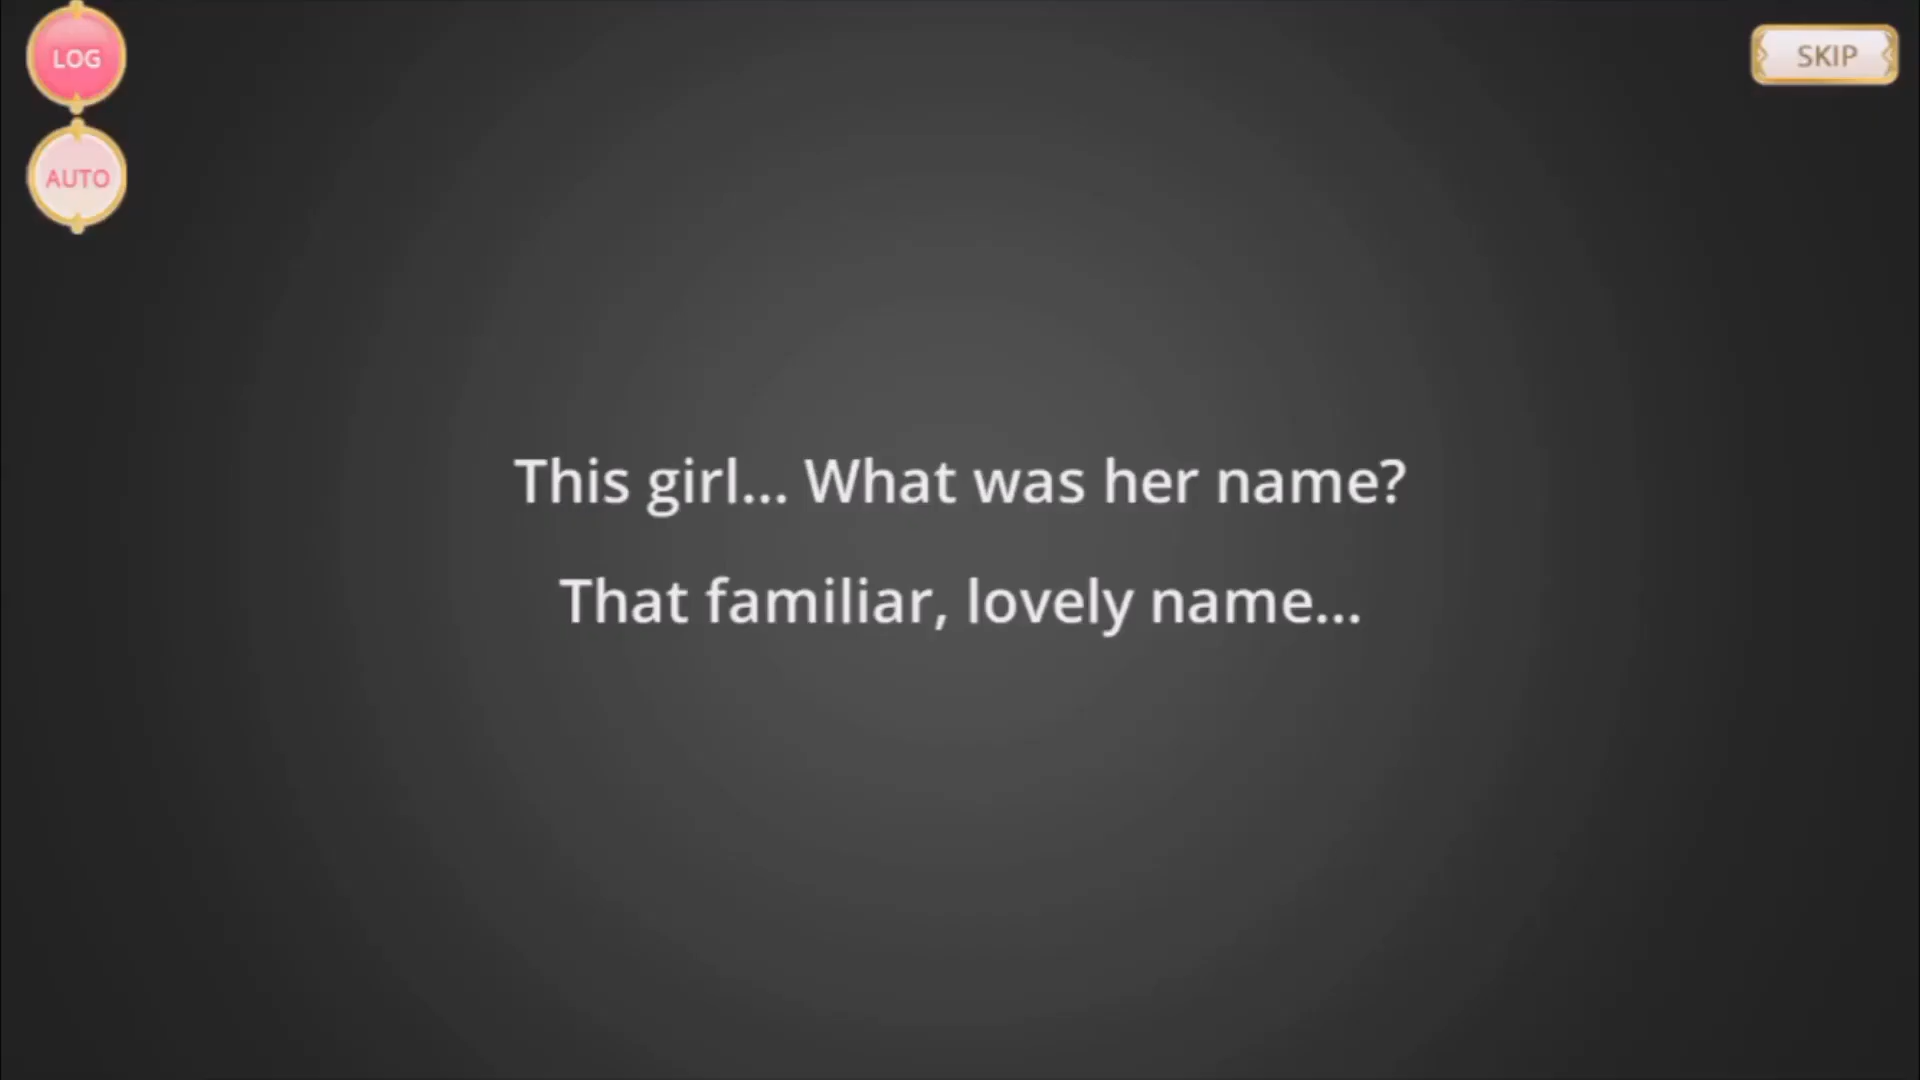 LOG
SKIP
AUTO
This girl... What was her name?
That familiar, lovely name...